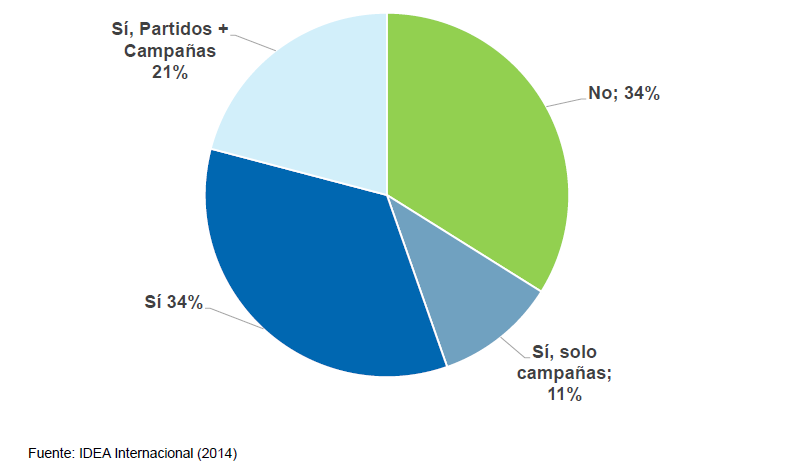 Sí, Partidos +
Campañas
21%
No; 34%
Sí 34%
Sí, solo
campañas;
11%
Fuente: IDEA Internacional (2014)